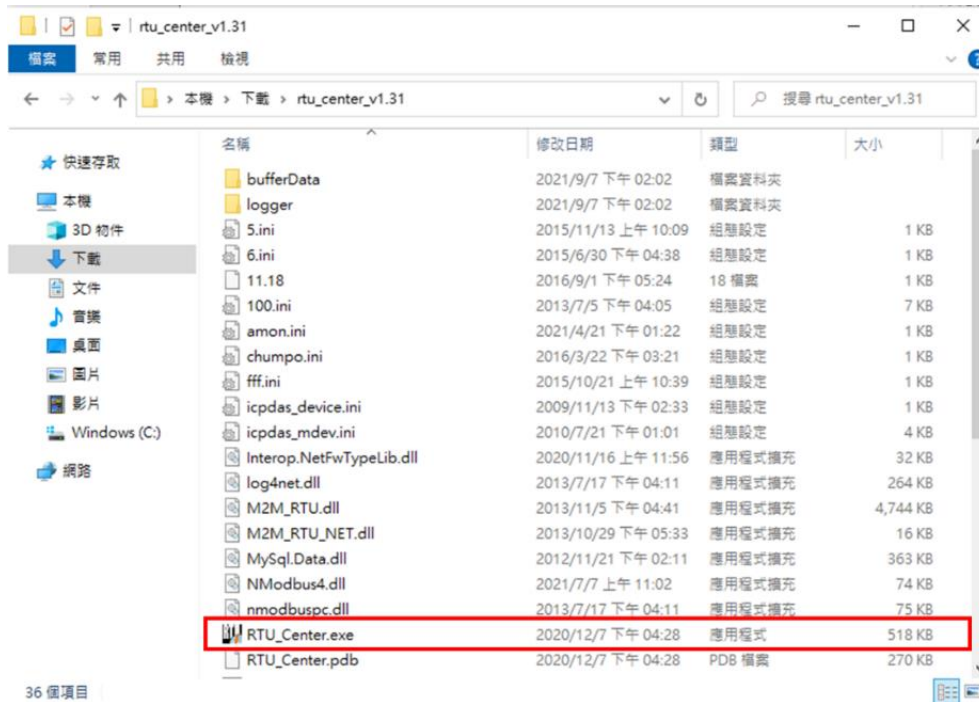 rtu_center_v1.31
檔案 常用 共用 檢視
本機 › 下載 › rtu_center_v1.31
搜尋 rtu_center_v1.31
快速存取
本機
3D 物件
下載
文件
音樂
桌面
圖片
影片
Windows (C:)
網路
名稱 修改日期 類型 大小
bufferData 2021/9/7 下午 02:02 檔案資料夾
logger 2021/9/7 下午 02:02 檔案資料夾
5.ini 2015/11/13 上午 10:09 組態設定 1 KB
6.ini 2015/6/30 下午 04:38 組態設定 1 KB
11.18 2016/9/1 下午 05:24 18 檔案 1 KB
100.ini 2013/7/5 下午 04:05 組態設定 7 KB
amon.ini 2021/4/21 下午 01:22 組態設定 1 KB
chumpo.ini 2016/3/22 下午 03:21 組態設定 1 KB
fff.ini 2015/10/21 上午 10:39 組態設定 1 KB
icpdas_device.ini 2009/11/13 下午 02:33 組態設定 1 KB
icpdas_mdev.ini 2010/7/21 下午 01:01 組態設定 4 KB
Interop.NetFwTypeLib.dll 2020/11/16 上午 11:56 應用程式擴充 32 KB
log4net.dll 2013/7/17 下午 04:11 應用程式擴充 264 KB
M2M_RTU.dll 2013/11/5 下午 04:41 應用程式擴充 4,744 KB
M2M_RTU_NET.dll 2013/10/29 下午 05:33 應用程式擴充 16 KB
MySql.Data.dll 2012/11/21 下午 02:11 應用程式擴充 363 KB
NModbus4.dll 2021/7/7 上午 11:02 應用程式擴充 74 KB
nmodbuspc.dll 2013/7/17 下午 04:11 應用程式擴充 75 KB
RTU_Center.exe 2020/12/7 下午 04:28 應用程式 518 KB
RTU_Center.pdb 2020/12/7 下午 04:28 PDB 檔案 270 KB
36 個項目